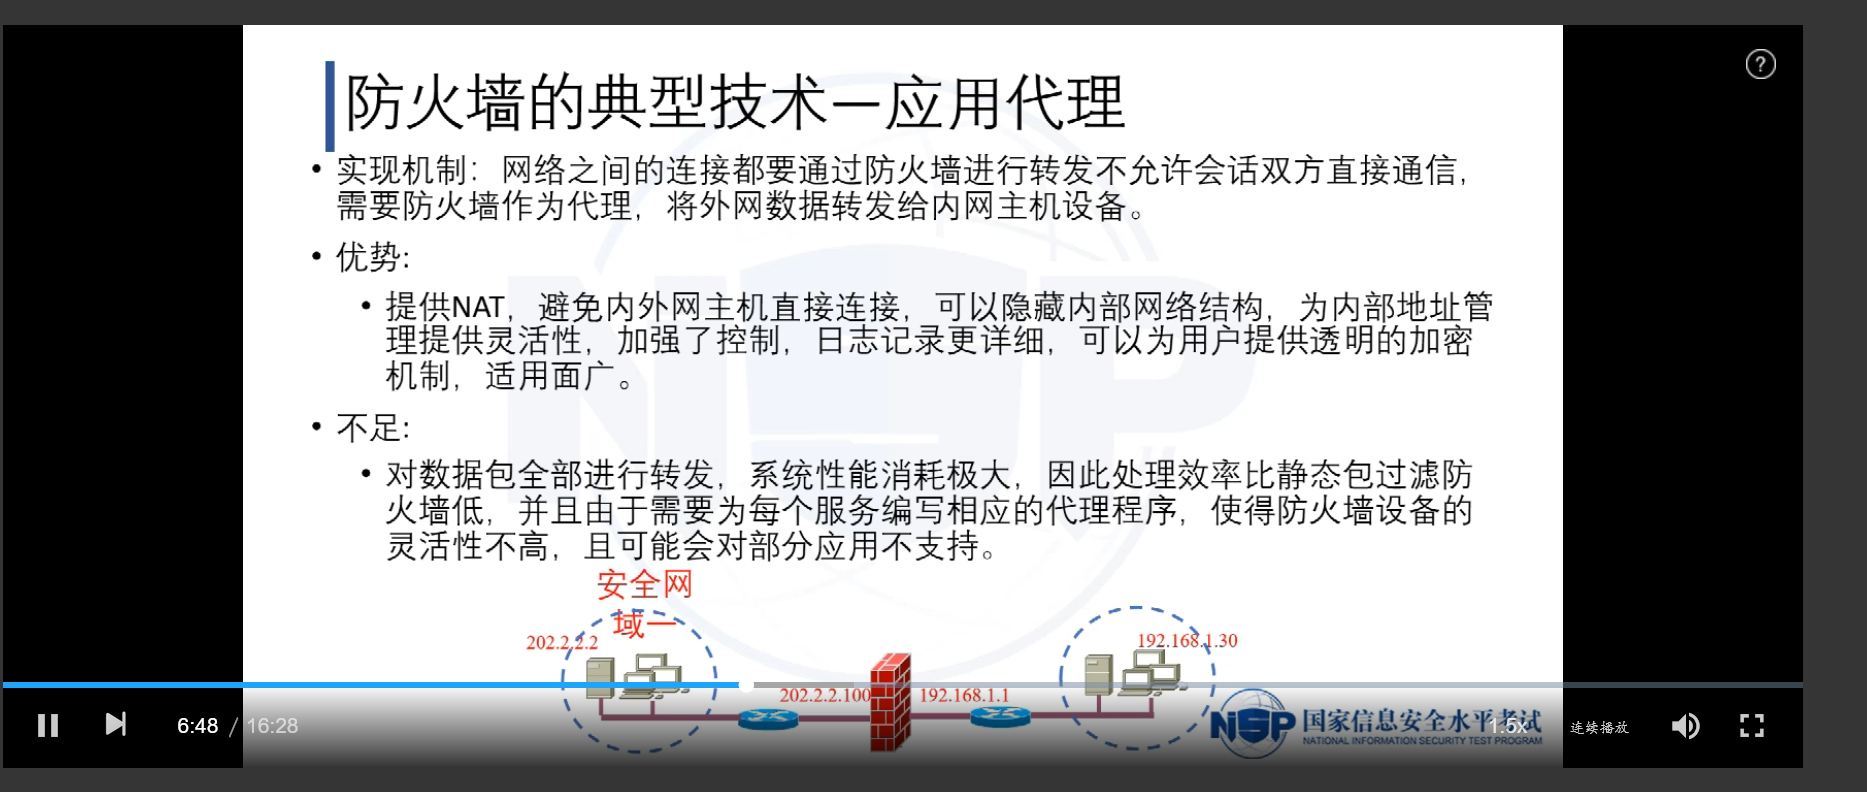 防火墙的典型技术—应用代理
• 实现机制：网络之间的连接都要通过防火墙进行转发不允许会话双方直接通信，
需要防火墙作为代理，将外网数据转发给内网主机设备。
• 优势:
• 提供NAT，避免内外网主机直接连接，可以隐藏内部网络结构，为内部地址管
理提供灵活性，加强了控制，日志记录更详细，可以为用户提供透明的加密
机制，适用面广。
• 不足:
• 对数据包全部进行转发，系统性能消耗极大，因此处理效率比静态包过滤防
火墙低，并且由于需要为每个服务编写相应的代理程序，使得防火墙设备的
灵活性不高，且可能会对部分应用不支持。
安全网
域一
202.2.2.2
192.168.1.30
202.2.2.100
192.168.1.1
NISP 国家信息安全水平考试
NATIONAL INFORMATION SECURITY TEST PROGRAM
6:48 / 16:28
1.5x
连续播放
?
NISP